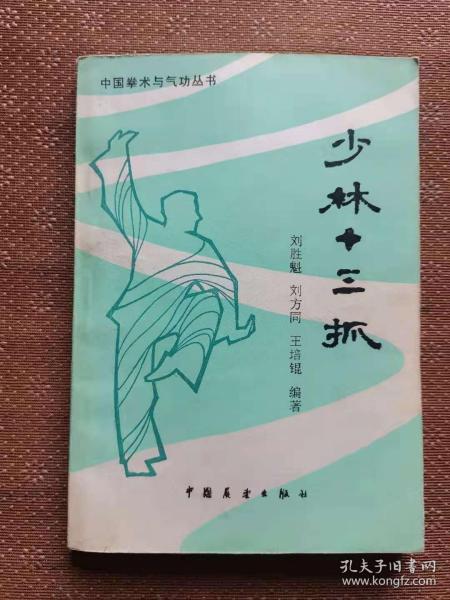 中国拳术与气功丛书
少林十三抓
刘胜魁 刘方同 王培锟 编著
中国展望出版社
孔夫子旧书网
www.kongfz.com